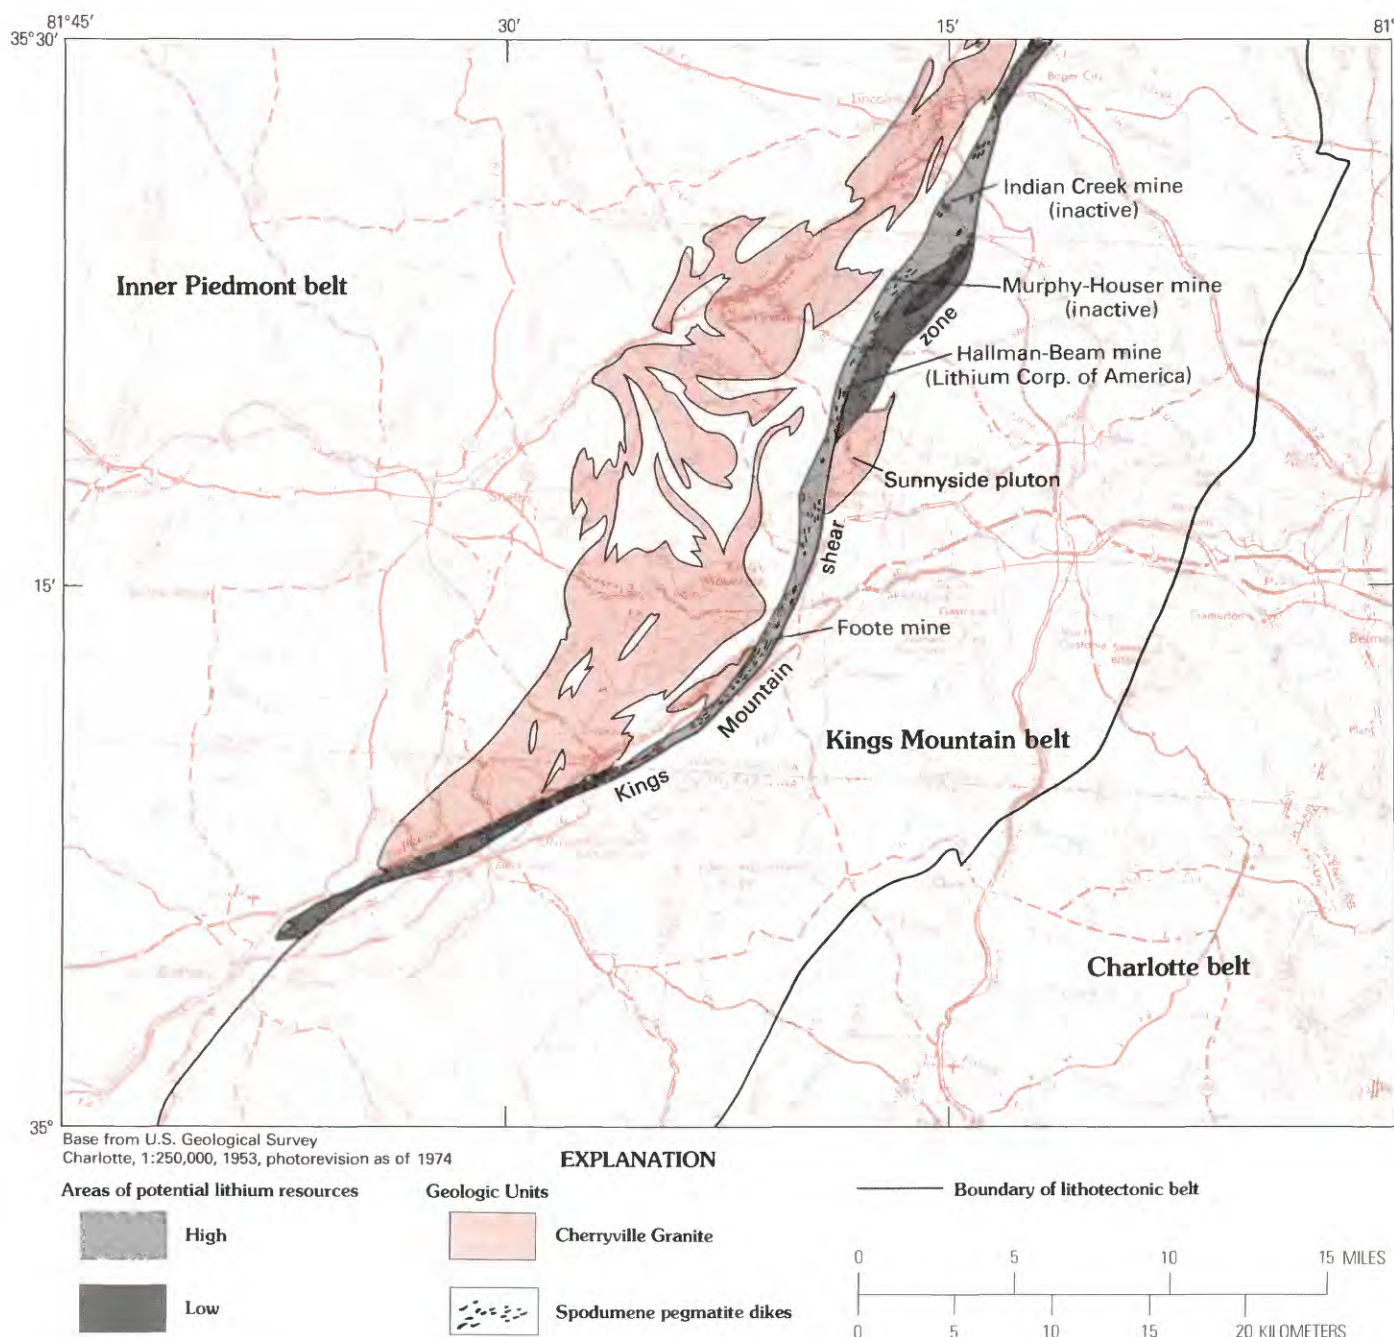 81°45'
30'
15'
81°
35°30'
Boger City
Lincoln
Indian Creek mine
(inactive)
Inner Piedmont belt
Murphy-Houser mine
(inactive)
zone
Hallman-Beam mine
(Lithium Corp. of America)
Sunnyside pluton
Shelby
shear
15'
Foote mine
Mountain
Kings Mountain belt
Kings
Charlotte belt
35°
Base from U.S. Geological Survey
Charlotte, 1:250,000, 1953, photorevision as of 1974
EXPLANATION
Areas of potential lithium resources
Geologic Units
Boundary of lithotectonic belt
High
Cherryville Granite
Low
Spodumene pegmatite dikes
0 5 10 15 MILES
0 5 10 15 20 KILOMETERS